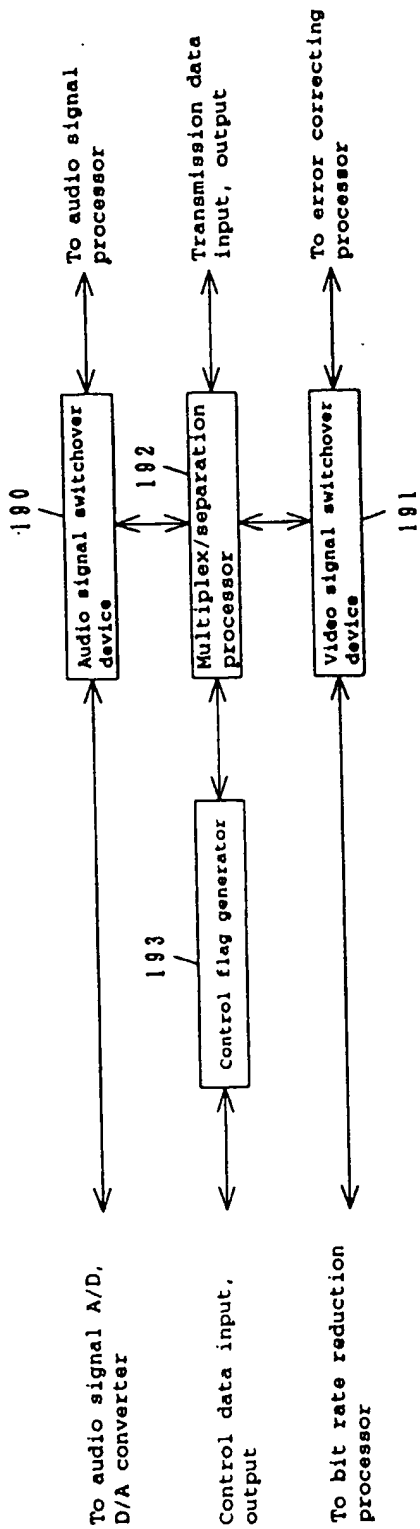 190
To audio signal A/D,
D/A converter
Audio signal switchover
device
To audio signal
processor
193
192
Control data input,
output
Control flag generator
Multiplex/separation
processor
Transmission data
input, output
To bit rate reduction
processor
Video signal switchover
device
To error correcting
processor
191